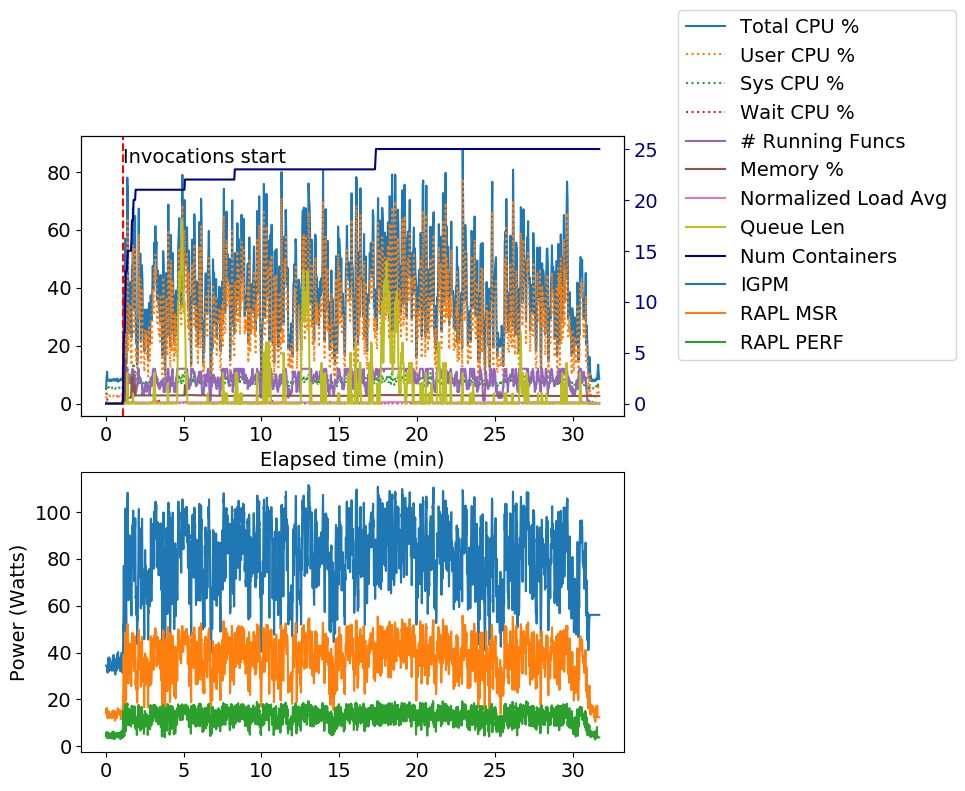 Total CPU %
User CPU %
Sys CPU %
Wait CPU %
# Running Funcs
Memory %
Normalized Load Avg
Queue Len
Num Containers
IGPM
RAPL MSR
RAPL PERF
Invocations start
80
60
40
20
0
25
20
15
10
5
0
0 5 10 15 20 25 30
Elapsed time (min)
Power (Watts)
100
80
60
40
20
0
0 5 10 15 20 25 30